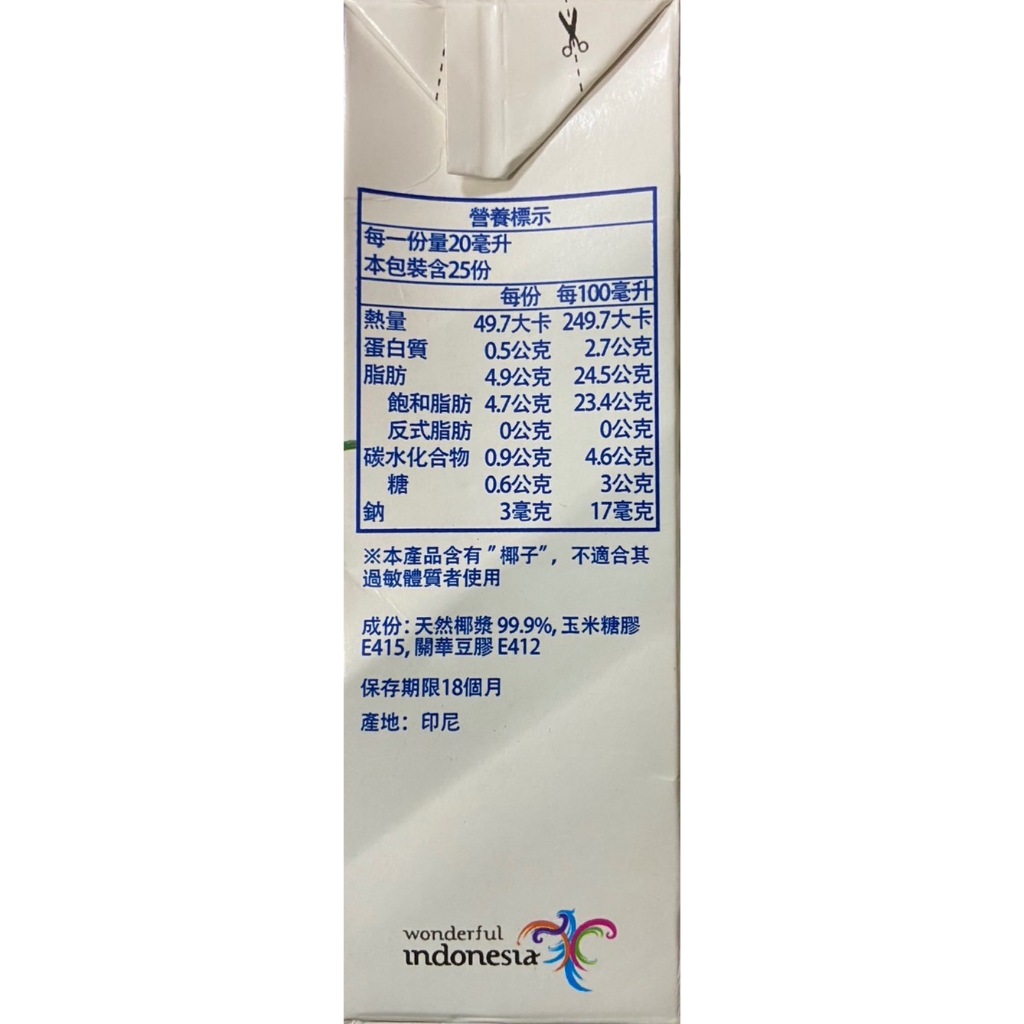 營養標示
每一份量20毫升
本包裝含25份
每份 每100毫升
熱量 49.7大卡 249.7大卡
蛋白質 0.5公克 2.7公克
脂肪 4.9公克 24.5公克
飽和脂肪 4.7公克 23.4公克
反式脂肪 0公克 0公克
碳水化合物 0.9公克 4.6公克
糖 0.6公克 3公克
鈉 3毫克 17毫克
※本產品含有”椰子”，不適合其
過敏體質者使用
成份: 天然椰漿 99.9%, 玉米糖膠
E415, 關華豆膠 E412
保存期限18個月
產地：印尼
wonderful
indonesia